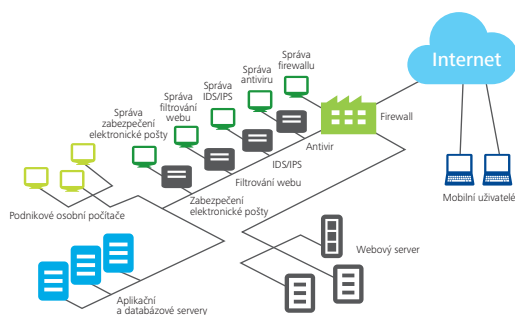 Internet
Správa
firewallu
Správa
antiviru
Správa
IDS/IPS
Správa
filtrování
webu
Správa
zabezpečení
elektronické pošty
Firewall
Antivir
IDS/IPS
Filtrování webu
Zabezpečení
elektronické pošty
Podnikové osobní počítače
Mobilní uživatelé
Webový server
Aplikační
a databázové servery